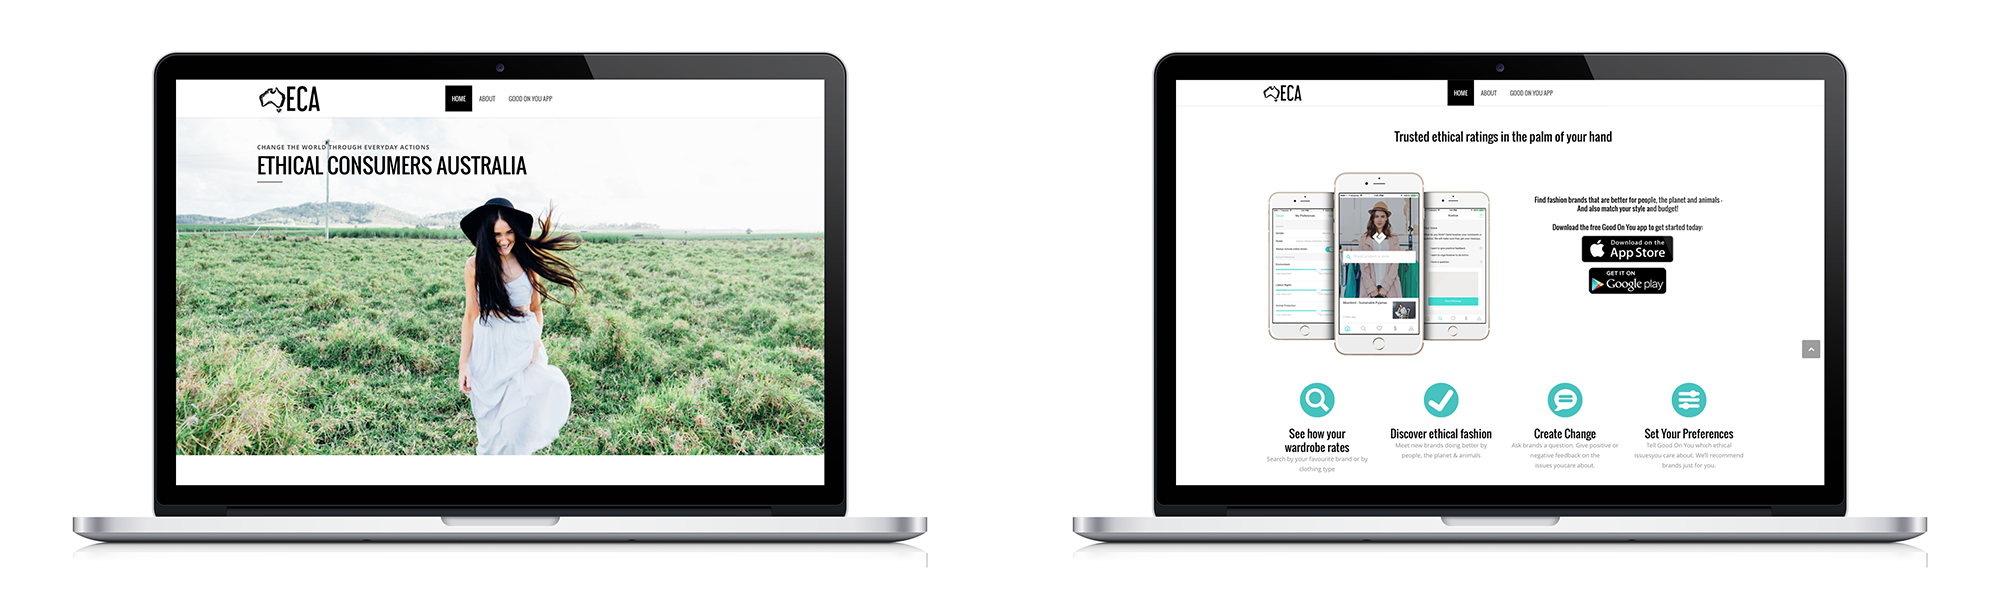 ECA
HOME ABOUT GOOD ON YOU APP
CHANGE THE WORLD THROUGH EVERYDAY ACTIONS
ETHICAL CONSUMERS AUSTRALIA
ECA
HOME ABOUT GOOD ON YOU APP
Trusted ethical ratings in the palm of your hand
My Preferences
Find fashion brands that are better for people, the planet and animals -
And also match your style and budget!
Download the free Good On You app to get started today:
Download on the
App Store
GET IT ON
Google play
See how your
wardrobe rates
Search by your favourite brand or by
clothing type
Discover ethical fashion
Meet new brands doing better by
people, the planet & animals
Create Change
Ask brands a question. Give positive or
negative feedback on the
issues youcare about.
Set Your Preferences
Tell Good On You which ethical
issuesyou care about. We'll recommend
brands just for you.